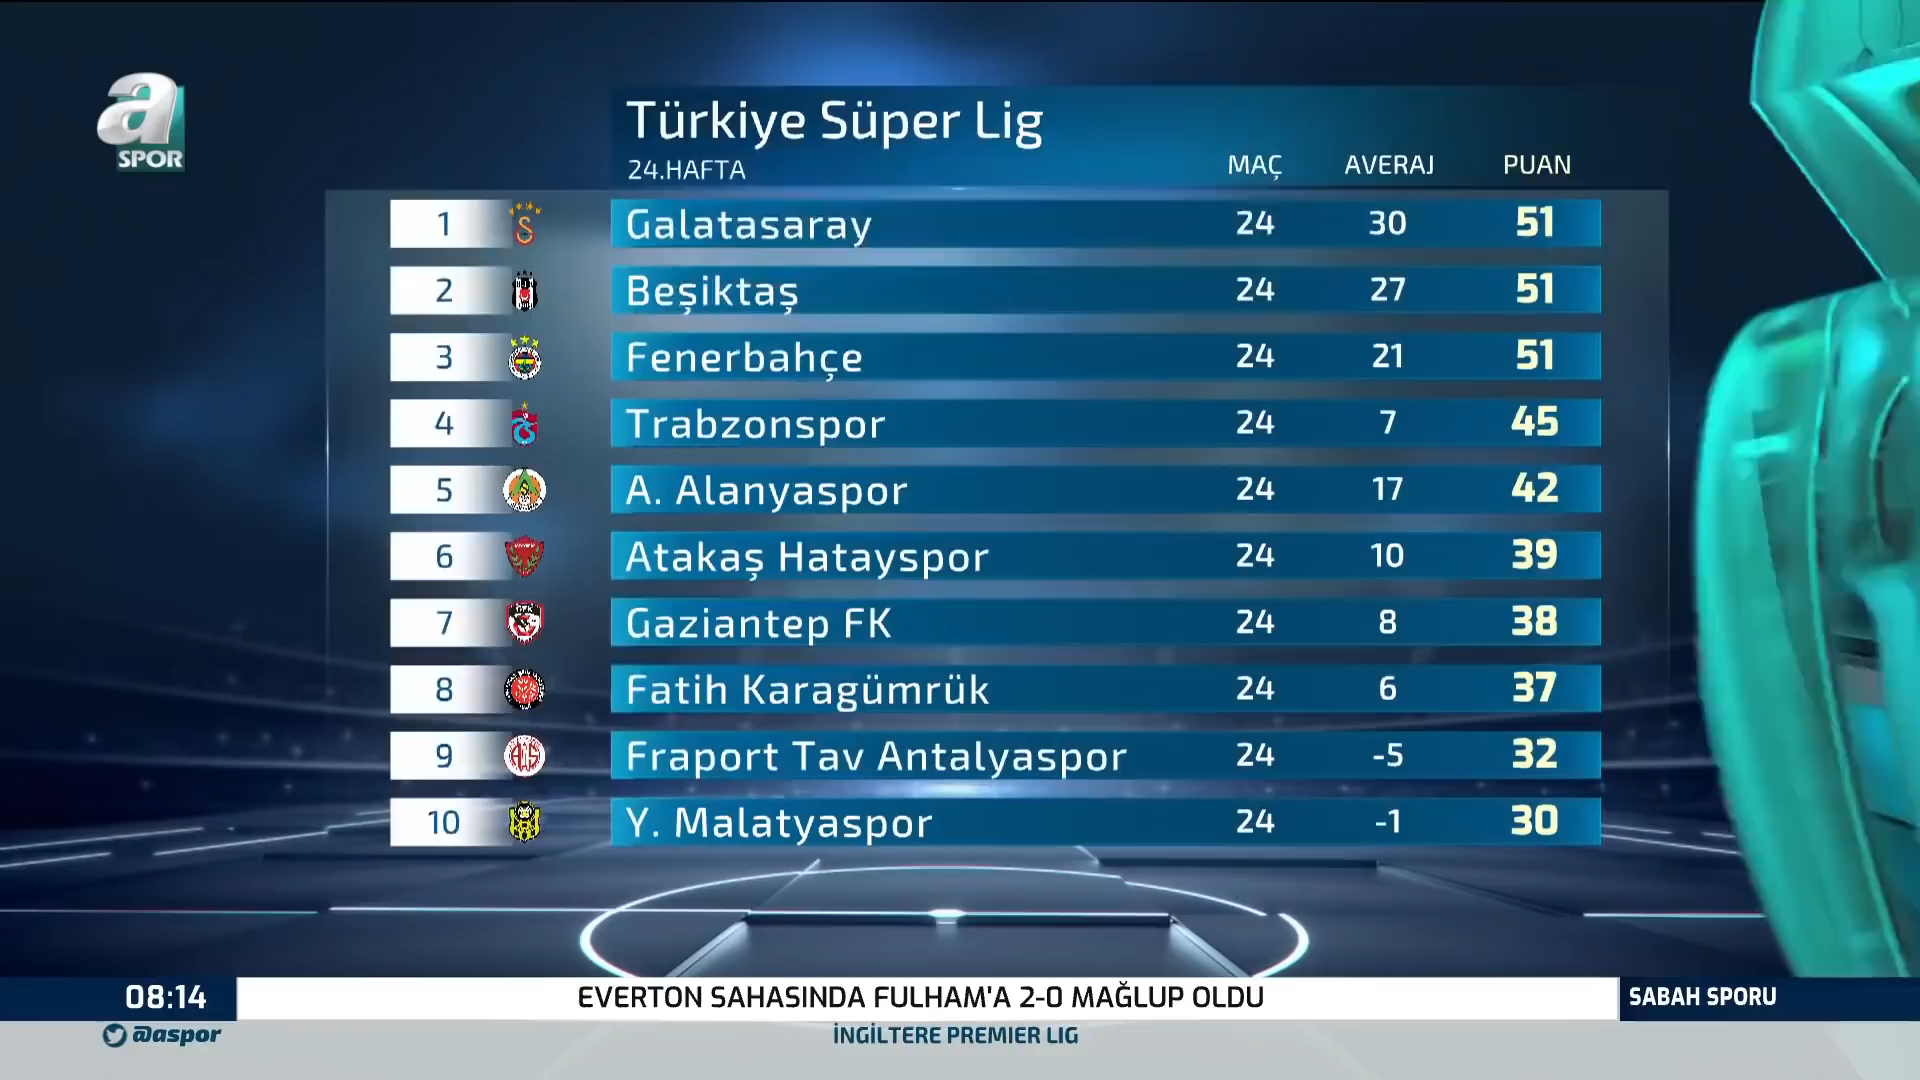 a
SPOR
Türkiye Süper Lig
24.HAFTA MAÇ AVERAJ PUAN
1 Galatasaray 24 30 51
2 Beşiktaş 24 27 51
3 Fenerbahçe 24 21 51
4 Trabzonspor 24 7 45
5 A. Alanyaspor 24 17 42
6 Atakaş Hatayspor 24 10 39
7 Gaziantep FK 24 8 38
8 Fatih Karagümrük 24 6 37
9 Fraport Tav Antalyaspor 24 -5 32
10 Y. Malatyaspor 24 -1 30
08:14 EVERTON SAHASINDA FULHAM'A 2-0 MAĞLUP OLDU SABAH SPORU
@aspor İNGİLTERE PREMIER LIG